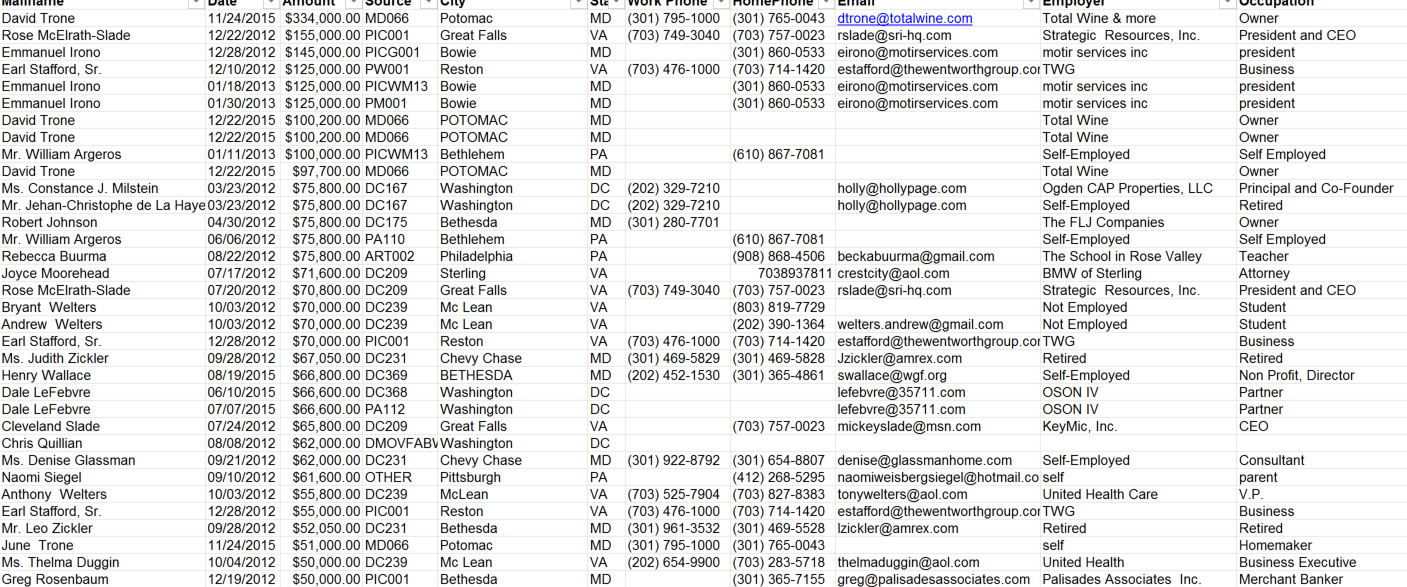 Mailname Date Amount Source City Sta Work Phone HomePhone Email Employer Occupation
David Trone 11/24/2015 $334,000.00 MD066 Potomac MD (301) 795-1000 (301) 765-0043 dtrone@totalwine.com Total Wine & more Owner
Rose McElrath-Slade 12/22/2012 $155,000.00 PIC001 Great Falls VA (703) 749-3040 (703) 757-0023 rslade@sri-hq.com Strategic Resources, Inc. President and CEO
Emmanuel Irono 12/28/2012 $145,000.00 PICG001 Bowie MD (301) 860-0533 eirono@motirservices.com motir services inc president
Earl Stafford, Sr. 12/10/2012 $125,000.00 PW001 Reston VA (703) 476-1000 (703) 714-1420 estafford@thewentworthgroup.cor TWG Business
Emmanuel Irono 01/18/2013 $125,000.00 PICWM13 Bowie MD (301) 860-0533 eirono@motirservices.com motir services inc president
Emmanuel Irono 01/30/2013 $125,000.00 PM001 Bowie MD (301) 860-0533 eirono@motirservices.com motir services inc president
David Trone 12/22/2015 $100,200.00 MD066 POTOMAC MD Total Wine Owner
David Trone 12/22/2015 $100,200.00 MD066 POTOMAC MD Total Wine Owner
Mr. William Argeros 01/11/2013 $100,000.00 PICWM13 Bethlehem PA (610) 867-7081 Self-Employed Self Employed
David Trone 12/22/2015 $97,700.00 MD066 POTOMAC MD Total Wine Owner
Ms. Constance J. Milstein 03/23/2012 $75,800.00 DC167 Washington DC (202) 329-7210 holly@hollypage.com Ogden CAP Properties, LLC Principal and Co-Founder
Mr. Jehan-Christophe de La Haye 03/23/2012 $75,800.00 DC167 Washington DC (202) 329-7210 holly@hollypage.com Self-Employed Retired
Robert Johnson 04/30/2012 $75,800.00 DC175 Bethesda MD (301) 280-7701 The FLJ Companies Owner
Mr. William Argeros 06/06/2012 $75,800.00 PA110 Bethlehem PA (610) 867-7081 Self-Employed Self Employed
Rebecca Buurma 08/22/2012 $75,800.00 ART002 Philadelphia PA (908) 868-4506 beckabuurma@gmail.com The School in Rose Valley Teacher
Joyce Moorehead 07/17/2012 $71,600.00 DC209 Sterling VA 7038937811 crestcity@aol.com BMW of Sterling Attorney
Rose McElrath-Slade 07/20/2012 $70,800.00 DC209 Great Falls VA (703) 749-3040 (703) 757-0023 rslade@sri-hq.com Strategic Resources, Inc. President and CEO
Bryant Welters 10/03/2012 $70,000.00 DC239 Mc Lean VA (803) 819-7729 Not Employed Student
Andrew Welters 10/03/2012 $70,000.00 DC239 Mc Lean VA (202) 390-1364 welters.andrew@gmail.com Not Employed Student
Earl Stafford, Sr. 12/28/2012 $70,000.00 PIC001 Reston VA (703) 476-1000 (703) 714-1420 estafford@thewentworthgroup.cor TWG Business
Ms. Judith Zickler 09/28/2012 $67,050.00 DC231 Chevy Chase MD (301) 469-5829 (301) 469-5828 Jzickler@amrex.com Retired Retired
Henry Wallace 08/19/2015 $66,800.00 DC369 BETHESDA MD (202) 452-1530 (301) 365-4861 swallace@wgf.org Self-Employed Non Profit, Director
Dale LeFebvre 06/10/2015 $66,600.00 DC368 Washington DC lefebvre@35711.com OSON IV Partner
Dale LeFebvre 07/07/2015 $66,600.00 PA112 Washington DC lefebvre@35711.com OSON IV Partner
Cleveland Slade 07/24/2012 $65,800.00 DC209 Great Falls VA (703) 757-0023 mickeyslade@msn.com KeyMic, Inc. CEO
Chris Quillian 08/08/2012 $62,000.00 DMOVFABV Washington DC
Ms. Denise Glassman 09/21/2012 $62,000.00 DC231 Chevy Chase MD (301) 922-8792 (301) 654-8807 denise@glassmanhome.com Self-Employed Consultant
Naomi Siegel 09/10/2012 $61,600.00 OTHER Pittsburgh PA (412) 268-5295 naomiweisbergsiegel@hotmail.co self parent
Anthony Welters 10/03/2012 $55,800.00 DC239 McLean VA (703) 525-7904 (703) 827-8383 tonywelters@aol.com United Health Care V.P.
Earl Stafford, Sr. 12/28/2012 $55,000.00 PIC001 Reston VA (703) 476-1000 (703) 714-1420 estafford@thewentworthgroup.cor TWG Business
Mr. Leo Zickler 09/28/2012 $52,050.00 DC231 Bethesda MD (301) 961-3532 (301) 469-5528 lzickler@amrex.com Retired Retired
June Trone 11/24/2015 $51,000.00 MD066 Potomac MD (301) 795-1000 (301) 765-0043 self Homemaker
Ms. Thelma Duggin 10/04/2012 $50,000.00 DC239 Mc Lean VA (202) 654-9900 (703) 283-5718 thelmaduggin@aol.com United Health Business Executive
Greg Rosenbaum 12/19/2012 $50,000.00 PIC001 Bethesda MD (301) 365-7155 greg@palisadesassociates.com Palisades Associates Inc. Merchant Banker